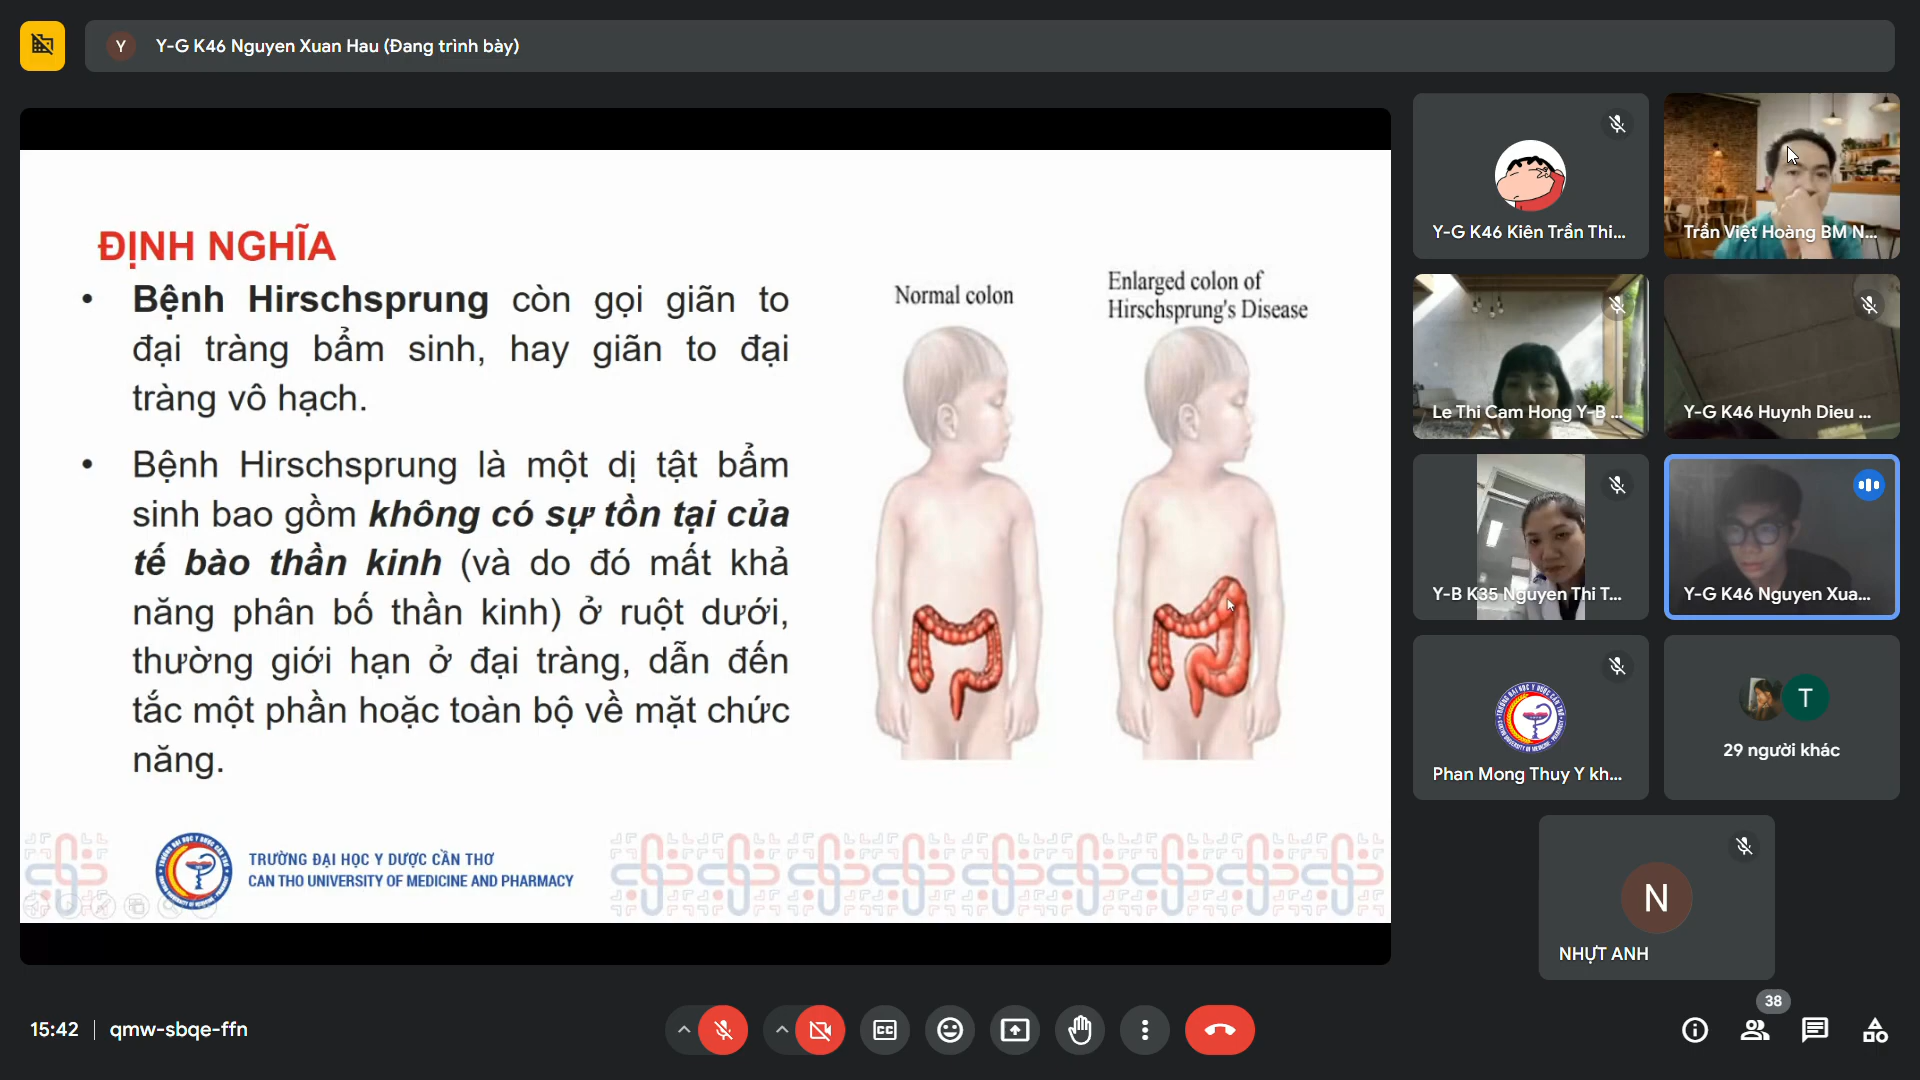 Y
Y-G K46 Nguyen Xuan Hau (Đang trình bày)
ĐỊNH NGHĨA
• Bệnh Hirschsprung còn gọi giãn to
đại tràng bẩm sinh, hay giãn to đại
tràng vô hạch.
• Bệnh Hirschsprung là một dị tật bẩm
sinh bao gồm không có sự tồn tại của
tế bào thần kinh (và do đó mất khả
năng phân bố thần kinh) ở ruột dưới,
thường giới hạn ở đại tràng, dẫn đến
tắc một phần hoặc toàn bộ về mặt chức
năng.
Normal colon
Enlarged colon of
Hirschsprung's Disease
TRƯỜNG ĐẠI HỌC Y DƯỢC CẦN THƠ
CAN THO UNIVERSITY OF MEDICINE AND PHARMACY
Y-G K46 Kiên Trần Thi...
Trần Việt Hoàng BM N...
Le Thi Cam Hong Y-B ...
Y-G K46 Huynh Dieu ...
Y-B K35 Nguyen Thi T...
Y-G K46 Nguyen Xua...
Phan Mong Thuy Y kh...
T
29 người khác
N
NHỰT ANH
15:42
qmw-sbqe-ffn
CC
38